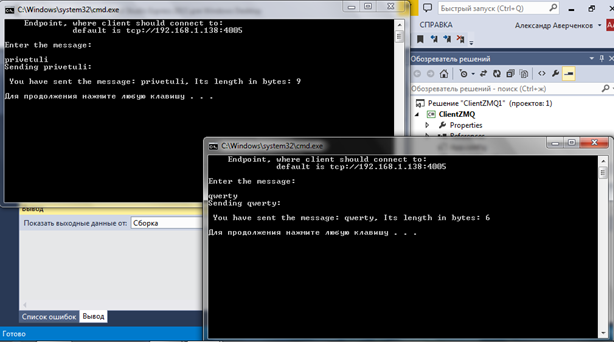 C:\Windows\system32\cmd.exe
Endpoint, where client should connect to:
default is tcp://192.168.1.138:4005
Enter the message:
privetuli
Sending privetuli:
You have sent the message: privetuli, Its length in bytes: 9
Для продолжения нажмите любую клавишу . . .
Быстрый запуск (Ctrl+Q)
СПРАВКА
Александр Аверченков
Обозреватель решений
Обозреватель решений - поиск (Ctrl+ж)
Решение "ClientZMQ1" (проектов: 1)
ClientZMQ
Properties
References
C:\Windows\system32\cmd.exe
Endpoint, where client should connect to:
default is tcp://192.168.1.138:4005
Enter the message:
qwerty
Sending qwerty:
You have sent the message: qwerty, Its length in bytes: 6
Для продолжения нажмите любую клавишу . . .
Вывод
Показать выходные данные от: Сборка
Список ошибок Вывод
Готово